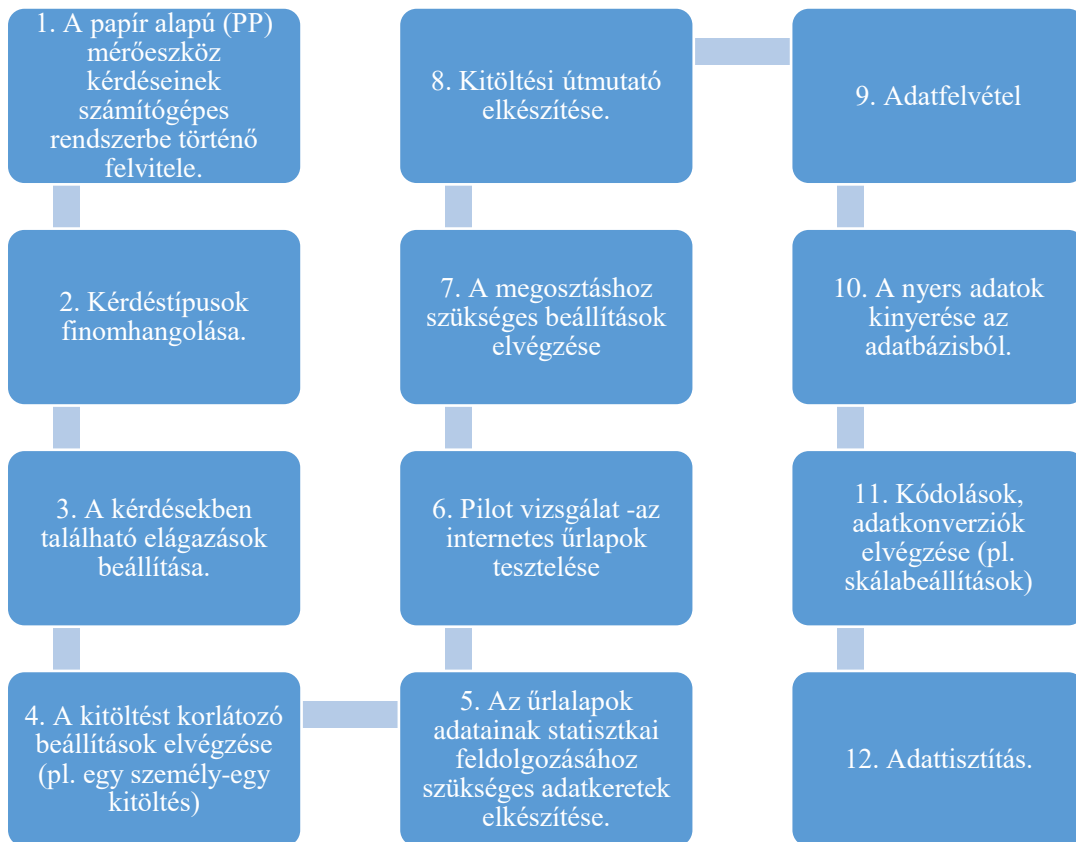 1. A papír alapú (PP)
mérőeszköz
kérdéseinek
számítógépes
rendszerbe történő
felvitele.
2. Kérdéstípusok
finomhangolása.
3. A kérdésekben
található elágazások
beállítása.
4. A kitöltést korlátozó
beállítások elvégzése
(pl. egy személy-egy
kitöltés)
5. Az űrlalapok
adatainak statisztkai
feldolgozásához
szükséges adatkeretek
elkészítése.
6. Pilot vizsgálat -az
internetes űrlapok
tesztelése
7. A megosztáshoz
szükséges beállítások
elvégzése
8. Kitöltési útmutató
elkészítése.
9. Adatfelvétel
10. A nyers adatok
kinyerése az
adatbázisból.
11. Kódolások,
adatkonverziók
elvégzése (pl.
skálabeállítások)
12. Adattisztítás.